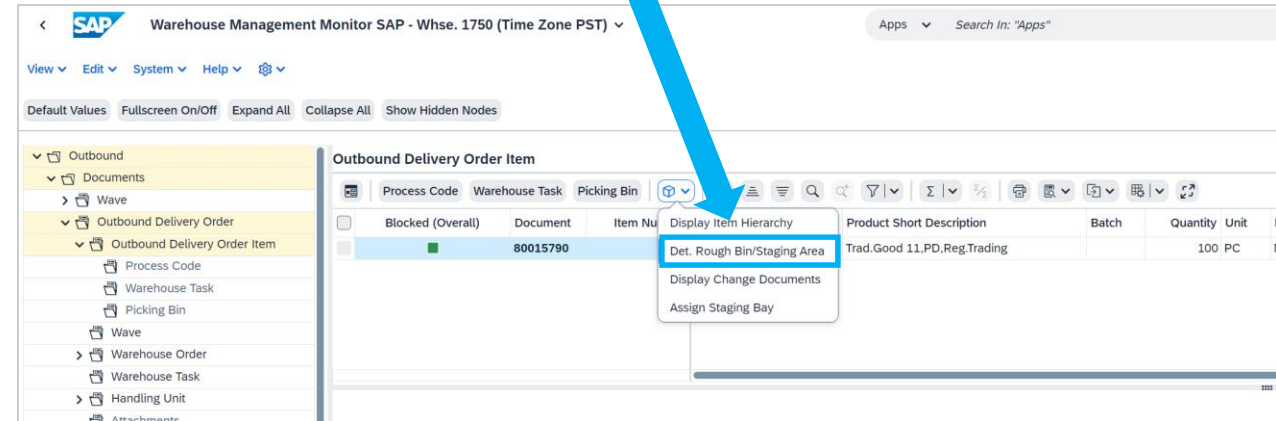 SAP Warehouse Management Monitor SAP - Whse. 1750 (Time Zone PST) Apps Search In: "Apps"
View Edit System Help
Default Values Fullscreen On/Off Expand All Collapse All Show Hidden Nodes
Outbound
Documents
Wave
Outbound Delivery Order
Outbound Delivery Order Item
Process Code
Warehouse Task
Picking Bin
Wave
Warehouse Order
Warehouse Task
Handling Unit
Attachments
Outbound Delivery Order Item
Process Code Warehouse Task Picking Bin
Blocked (Overall) Document Item Nu Product Short Description Batch Quantity Unit
80015790 Trad.Good 11,PD,Reg.Trading 100 PC
Display Item Hierarchy
Det. Rough Bin/Staging Area
Display Change Documents
Assign Staging Bay